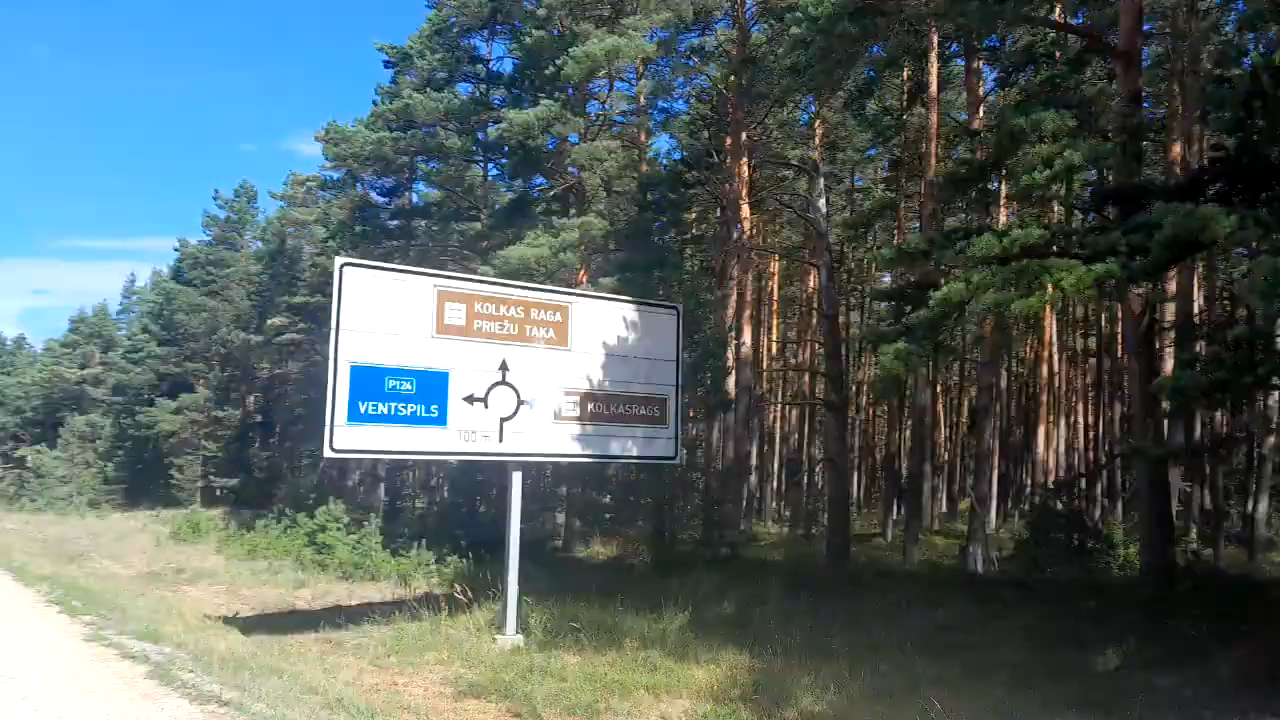 KOLKAS RAGA
PRIEŽU TAKA
P124
VENTSPILS
KOLKASRAGS
100 m